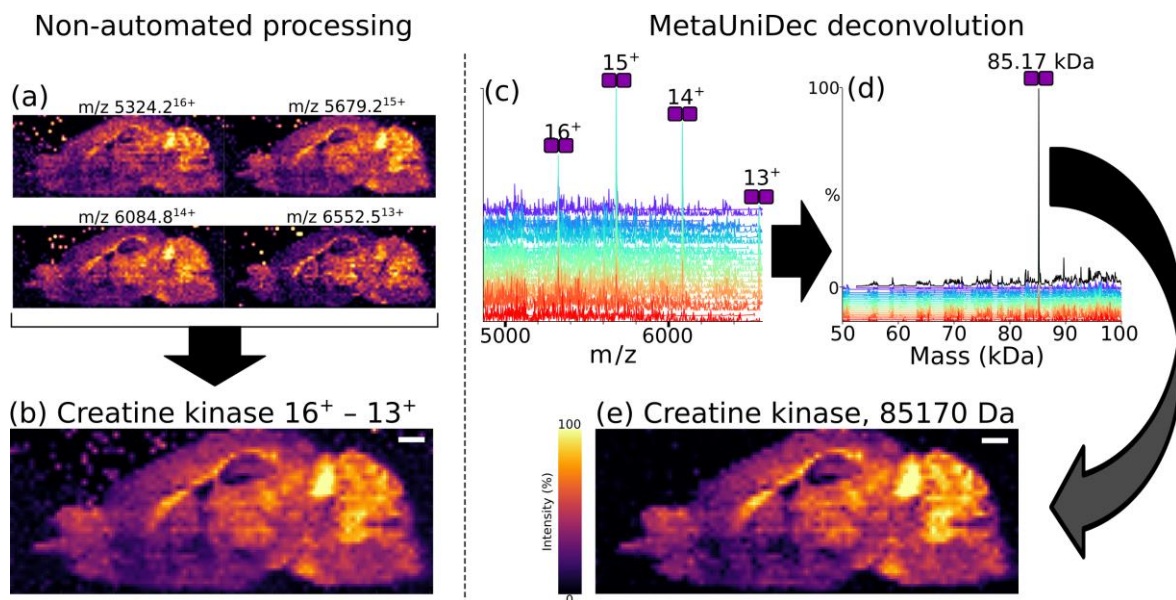 Non-automated processing
MetaUniDec deconvolution
(a)
m/z 5324.2¹⁶⁺
m/z 5679.2¹⁵⁺
m/z 6084.8¹⁴⁺
m/z 6552.5¹³⁺
(b) Creatine kinase 16⁺ – 13⁺
(c)
16⁺
15⁺
14⁺
13⁺
5000
6000
m/z
(d)
85.17 kDa
100
%
0
50
60
70
80
90
100
Mass (kDa)
(e) Creatine kinase, 85170 Da
100
Intensity (%)
0